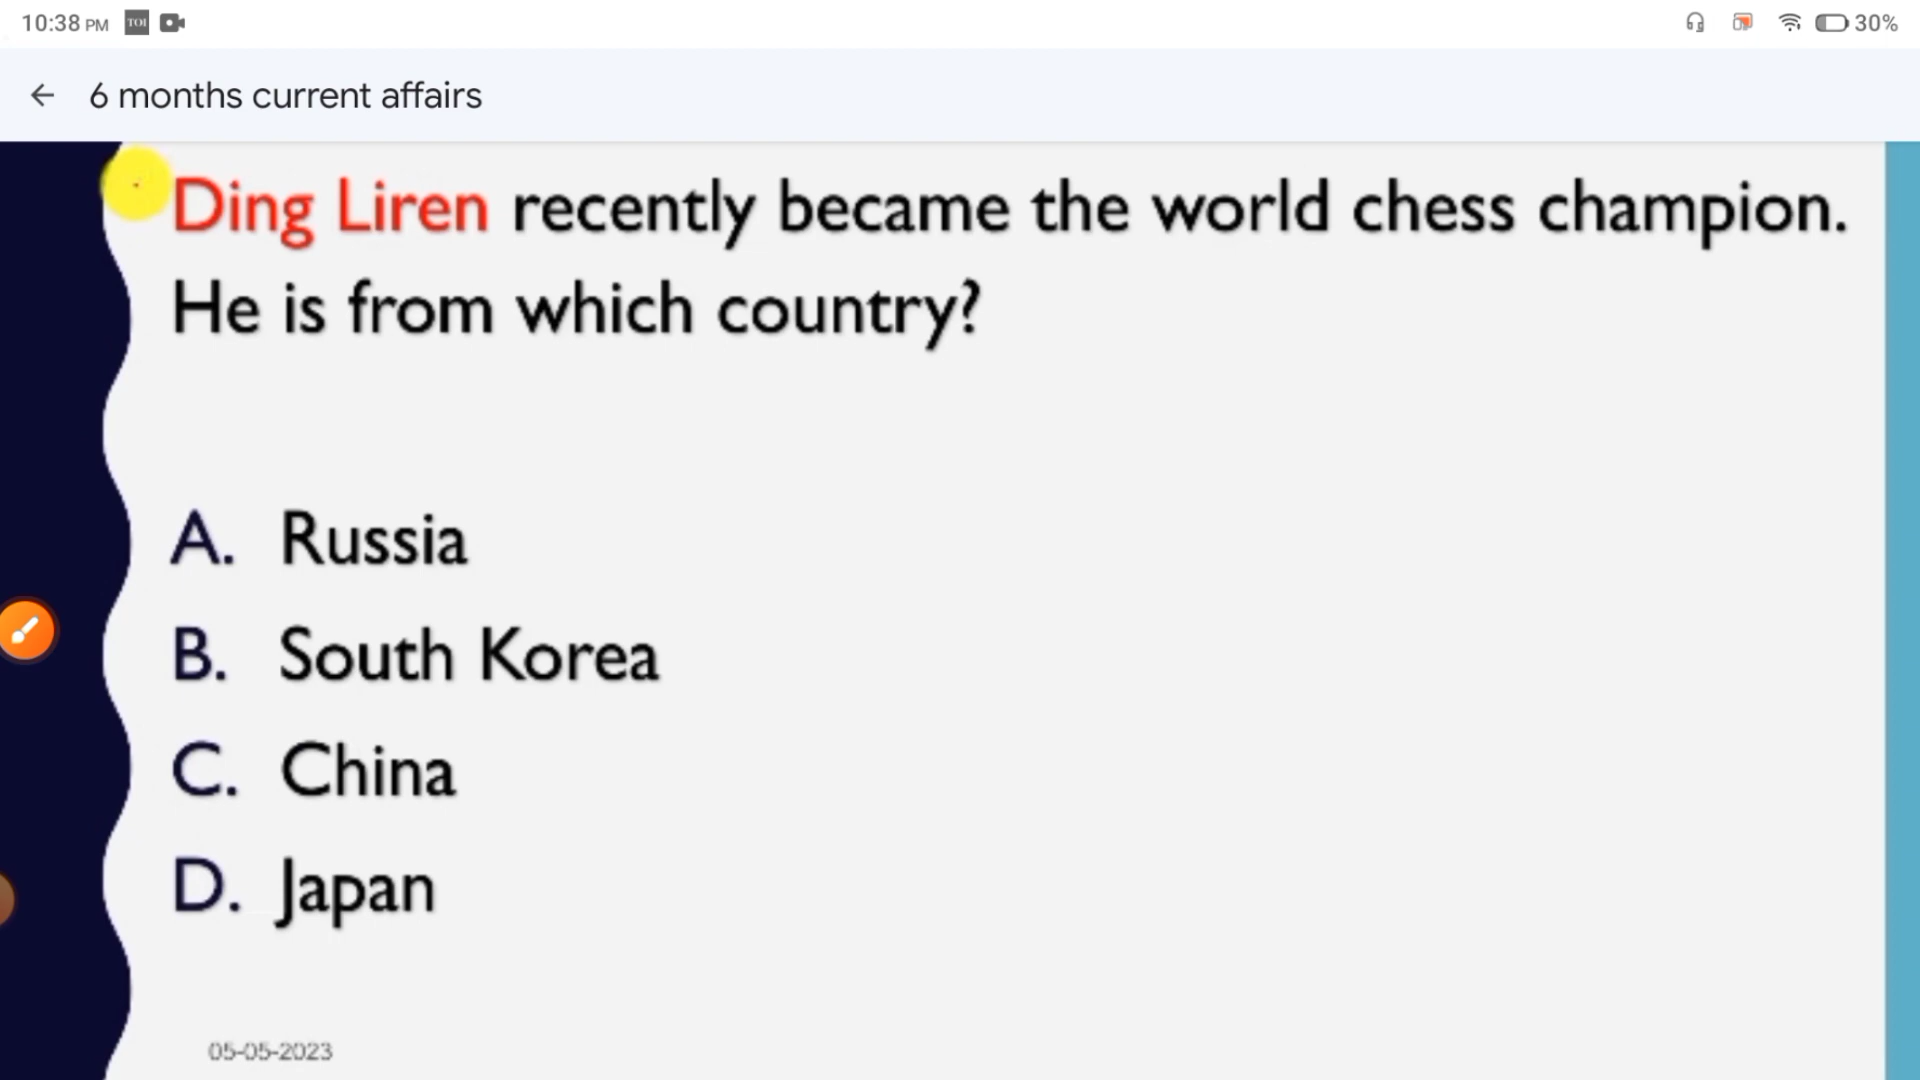 10:38 PM TOI 30%
6 months current affairs
Ding Liren recently became the world chess champion.
He is from which country?
A. Russia
B. South Korea
C. China
D. Japan
05-05-2023